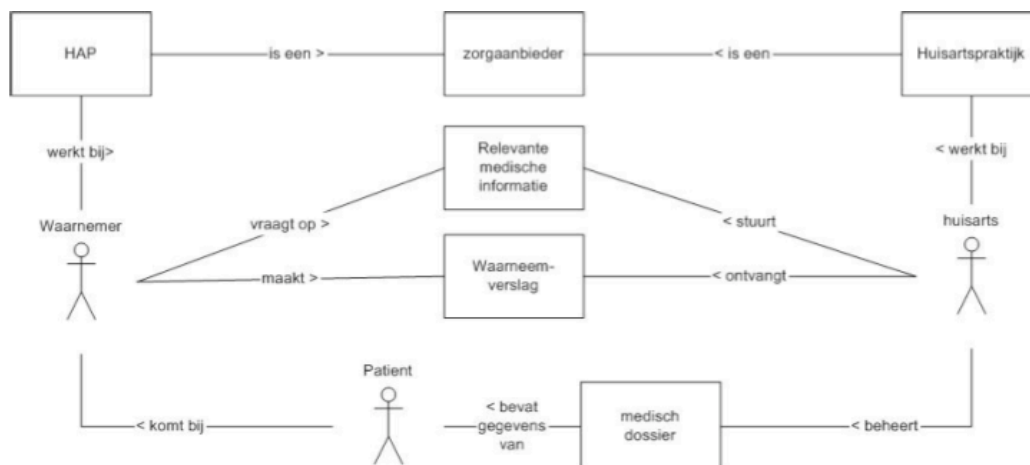 HAP
is een >
zorgaanbieder
< is een
Huisartspraktijk
werkt bij>
Relevante
medische
informatie
< werkt bij
Waarnemer
vraagt op >
< stuurt
huisarts
maakt >
Waarneem-
verslag
< ontvangt
Patient
< komt bij
< bevat
gegevens
van
medisch
dossier
< beheert